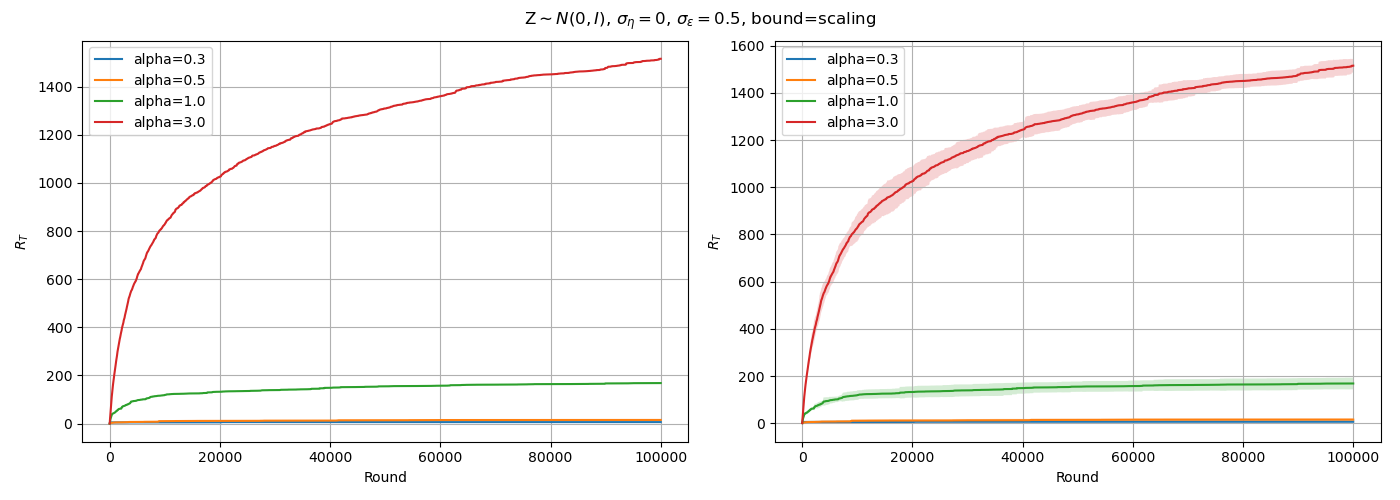 Z ~ N(0, I), σ_η = 0, σ_ε = 0.5, bound=scaling
alpha=0.3
alpha=0.5
alpha=1.0
alpha=3.0
1400
1200
1000
800
600
400
200
0
R_T
0 20000 40000 60000 80000 100000
Round
alpha=0.3
alpha=0.5
alpha=1.0
alpha=3.0
1600
1400
1200
1000
800
600
400
200
0
R_T
0 20000 40000 60000 80000 100000
Round